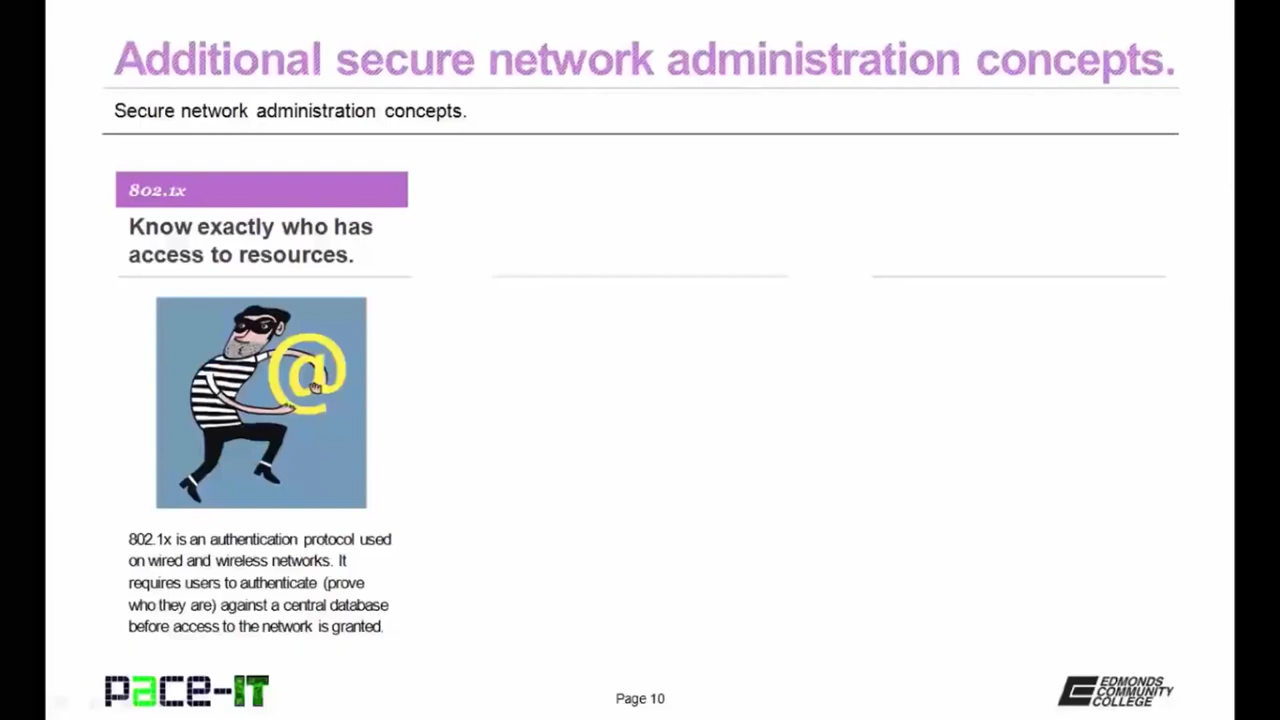 Additional secure network administration concepts.
Secure network administration concepts.
802.1x
Know exactly who has
access to resources.
@
802.1x is an authentication protocol used
on wired and wireless networks. It
requires users to authenticate (prove
who they are) against a central database
before access to the network is granted.
pace-IT
Page 10
EDMONDS
COMMUNITY
COLLEGE